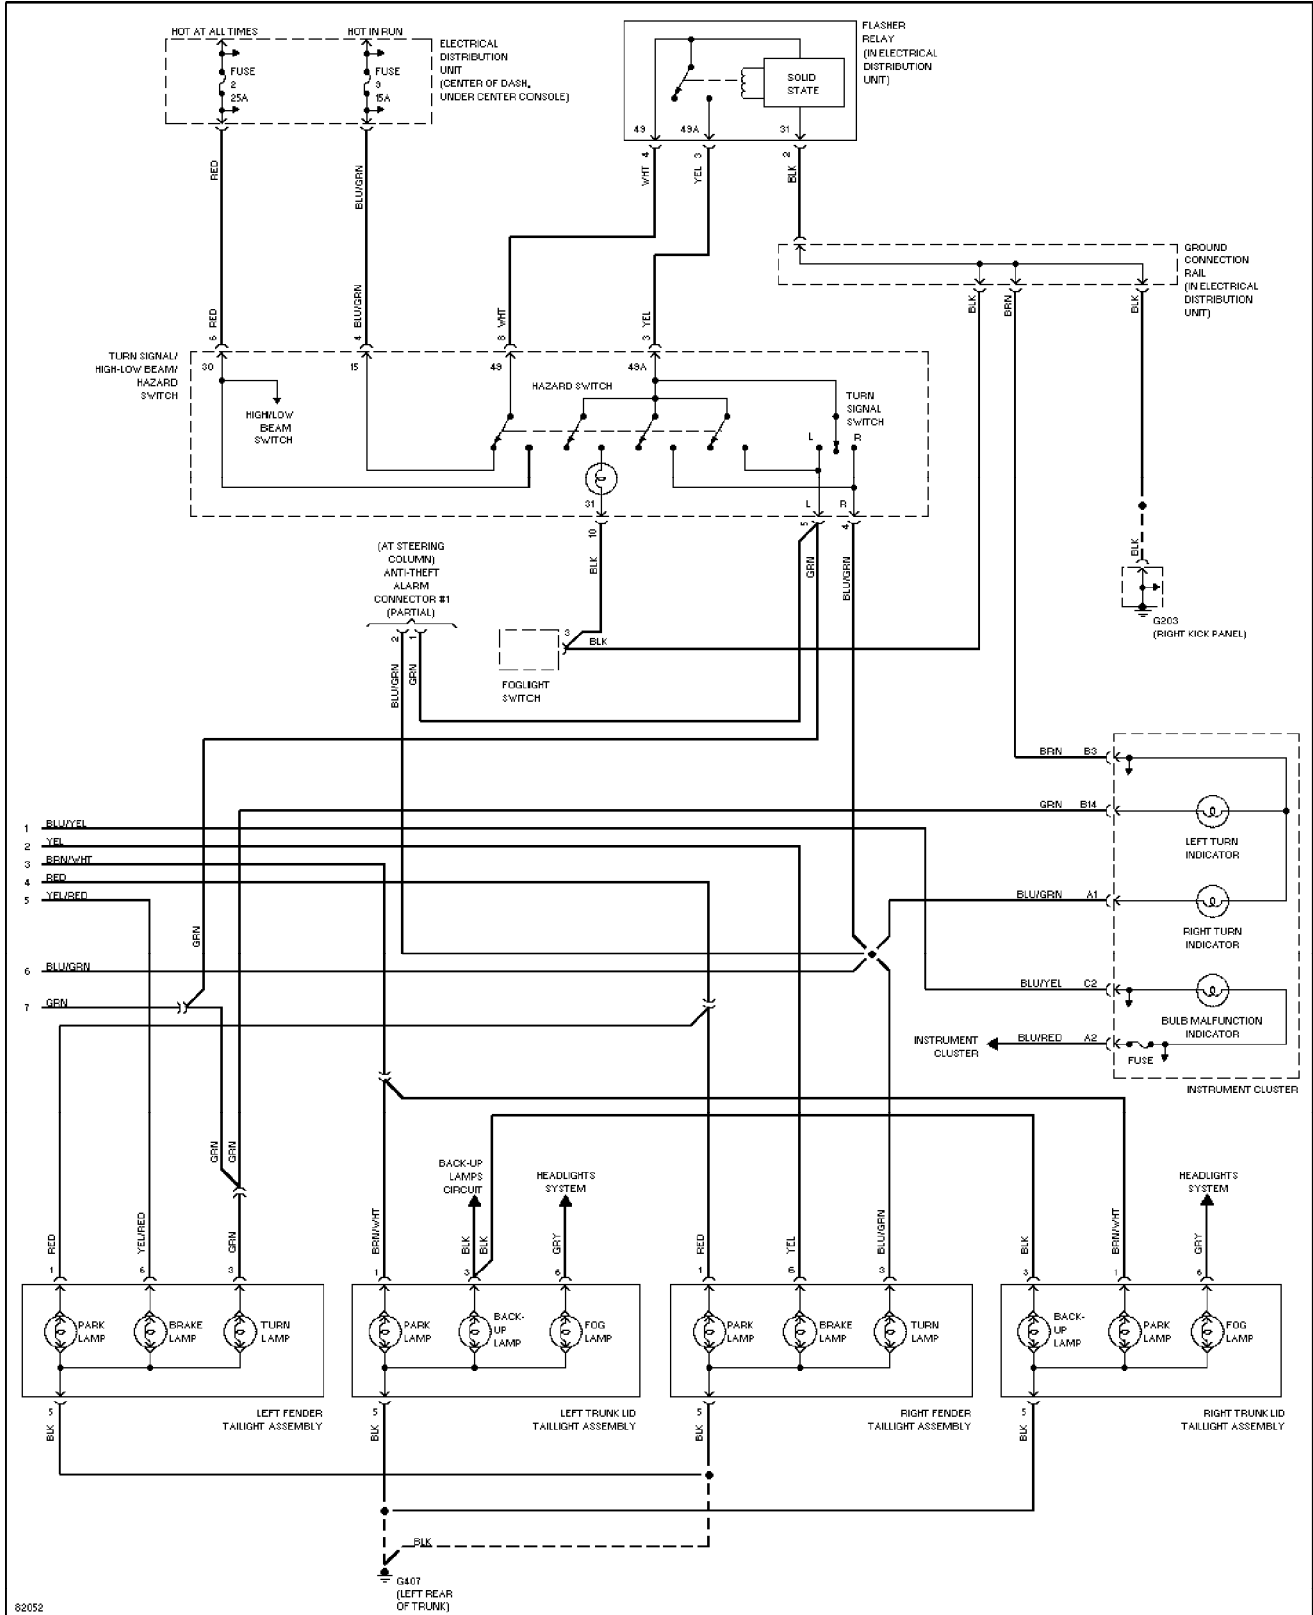 HOT AT ALL TIMES
HOT IN RUN
FUSE
2
25A
FUSE
9
15A
ELECTRICAL
DISTRIBUTION
UNIT
(CENTER OF DASH,
UNDER CENTER CONSOLE)
FLASHER
RELAY
(IN ELECTRICAL
DISTRIBUTION
UNIT)
SOLID
STATE
49
49A
31
WHT 4
YEL 3
BLK 2
RED
BLU/GRN
GROUND
CONNECTION
RAIL
(IN ELECTRICAL
DISTRIBUTION
UNIT)
BLK
BRN
BLK
6 RED
4 BLU/GRN
8 WHT
3 YEL
TURN SIGNAL/
HIGH-LOW BEAM/
HAZARD
SWITCH
30
15
49
49A
HIGH/LOW
BEAM
SWITCH
HAZARD SWITCH
TURN
SIGNAL
SWITCH
L
R
31
L
R
10
5
4
BLK
GRN
BLU/GRN
BLK
G203
(RIGHT KICK PANEL)
(AT STEERING
COLUMN)
ANTI-THEFT
ALARM
CONNECTOR #1
(PARTIAL)
2
1
BLU/GRN
GRN
3
BLK
FOGLIGHT
SWITCH
BRN B3
GRN B14
LEFT TURN
INDICATOR
BLU/GRN A1
RIGHT TURN
INDICATOR
BLU/YEL C2
BULB MALFUNCTION
INDICATOR
INSTRUMENT
CLUSTER
BLU/RED A2
FUSE
INSTRUMENT CLUSTER
1 BLU/YEL
2 YEL
3 BRN/WHT
4 RED
5 YEL/RED
6 BLU/GRN
7 GRN
GRN
GRN
GRN
BACK-UP
LAMPS
CIRCUIT
HEADLIGHTS
SYSTEM
HEADLIGHTS
SYSTEM
RED
YEL/RED
GRN
BRN/WHT
BLK
BLK
GRY
RED
YEL
BLU/GRN
BLK
BRN/WHT
GRY
1
6
3
1
3
6
1
6
3
3
1
6
PARK
LAMP
BRAKE
LAMP
TURN
LAMP
PARK
LAMP
BACK-
UP
LAMP
FOG
LAMP
PARK
LAMP
BRAKE
LAMP
TURN
LAMP
BACK-
UP
LAMP
PARK
LAMP
FOG
LAMP
5
BLK
LEFT FENDER
TAILLIGHT ASSEMBLY
5
BLK
LEFT TRUNK LID
TAILLIGHT ASSEMBLY
5
BLK
RIGHT FENDER
TAILLIGHT ASSEMBLY
5
BLK
RIGHT TRUNK LID
TAILLIGHT ASSEMBLY
BLK
G407
(LEFT REAR
OF TRUNK)
82052